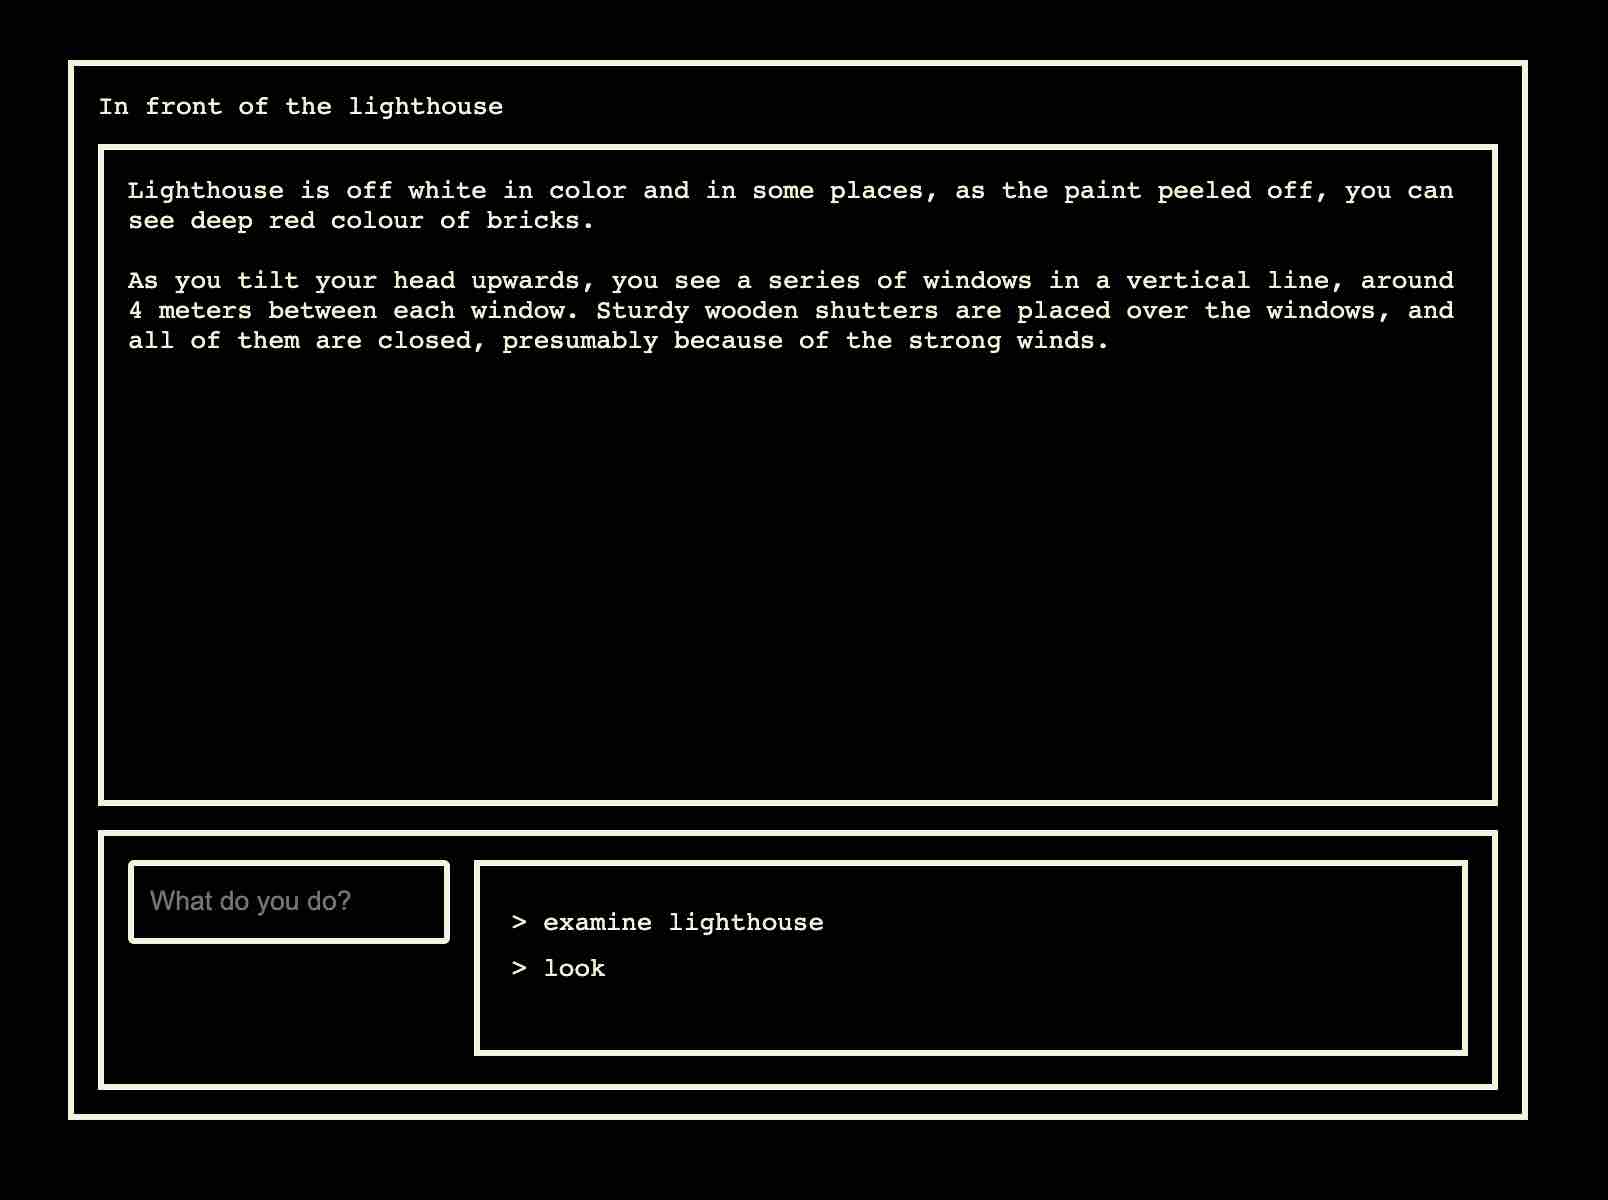 In front of the lighthouse
Lighthouse is off white in color and in some places, as the paint peeled off, you can
see deep red colour of bricks.
As you tilt your head upwards, you see a series of windows in a vertical line, around
4 meters between each window. Sturdy wooden shutters are placed over the windows, and
all of them are closed, presumably because of the strong winds.
What do you do?
> examine lighthouse
> look